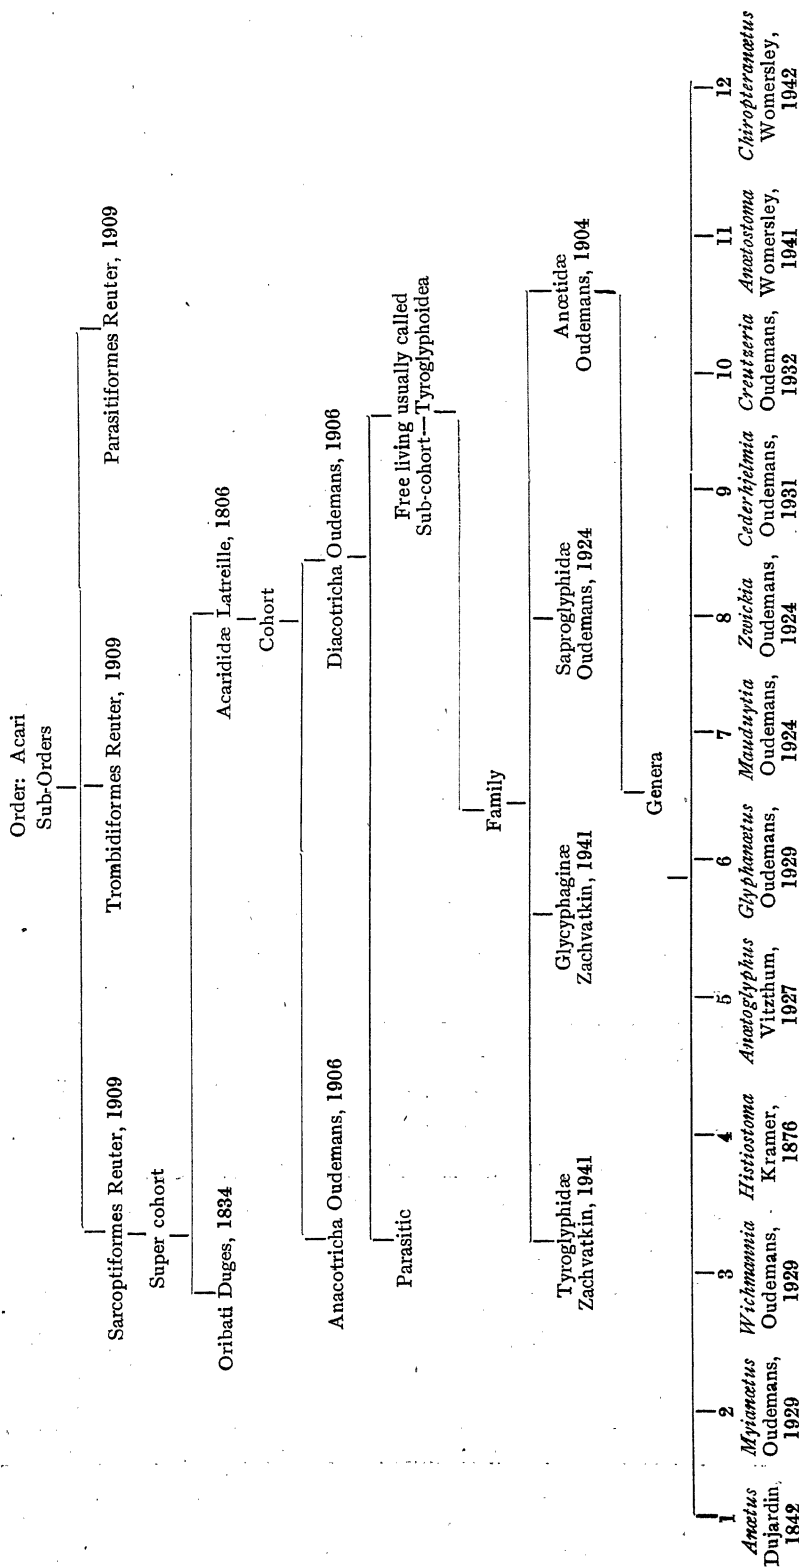 Order: Acari
Sub-Orders
Sarcoptiformes Reuter, 1909
Trombidiformes Reuter, 1909
Parasitiformes Reuter, 1909
Super cohort
Oribati Duges, 1834
Acarididæ Latreille, 1806
Cohort
Anacotricha Oudemans, 1906
Diacotricha Oudemans, 1906
Parasitic
Free living usually called
Sub-cohort—Tyroglyphoidea
Family
Tyroglyphidæ
Zachvatkin, 1941
Glycyphaginæ
Zachvatkin, 1941
Saproglyphidæ
Oudemans, 1924
Anœtidæ
Oudemans, 1904
Genera
1
Anœtus
Dujardin,
1842
2
Myianœtus
Oudemans,
1929
3
Wichmannia
Oudemans,
1929
4
Histiostoma
Kramer,
1876
5
Anœtoglyphus
Vitzthum,
1927
6
Glyphanœtus
Oudemans,
1929
7
Mauduytia
Oudemans,
1924
8
Zwickia
Oudemans,
1924
9
Cederhjelmia
Oudemans,
1931
10
Creutzeria
Oudemans,
1932
11
Anœtostoma
Womersley,
1941
12
Chiropteranœtus
Womersley,
1942